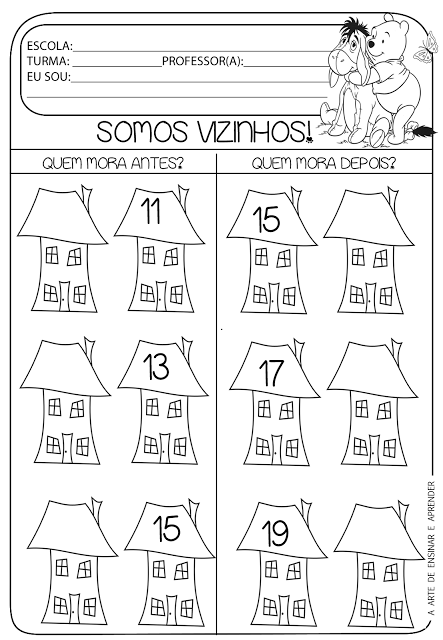 ESCOLA:
TURMA: PROFESSOR(A):
EU SOU:
SOMOS VIZINHOS!
QUEM MORA ANTES? QUEM MORA DEPOIS?
11 15
13 17
15 19
A ARTE DE ENSINAR E APRENDER